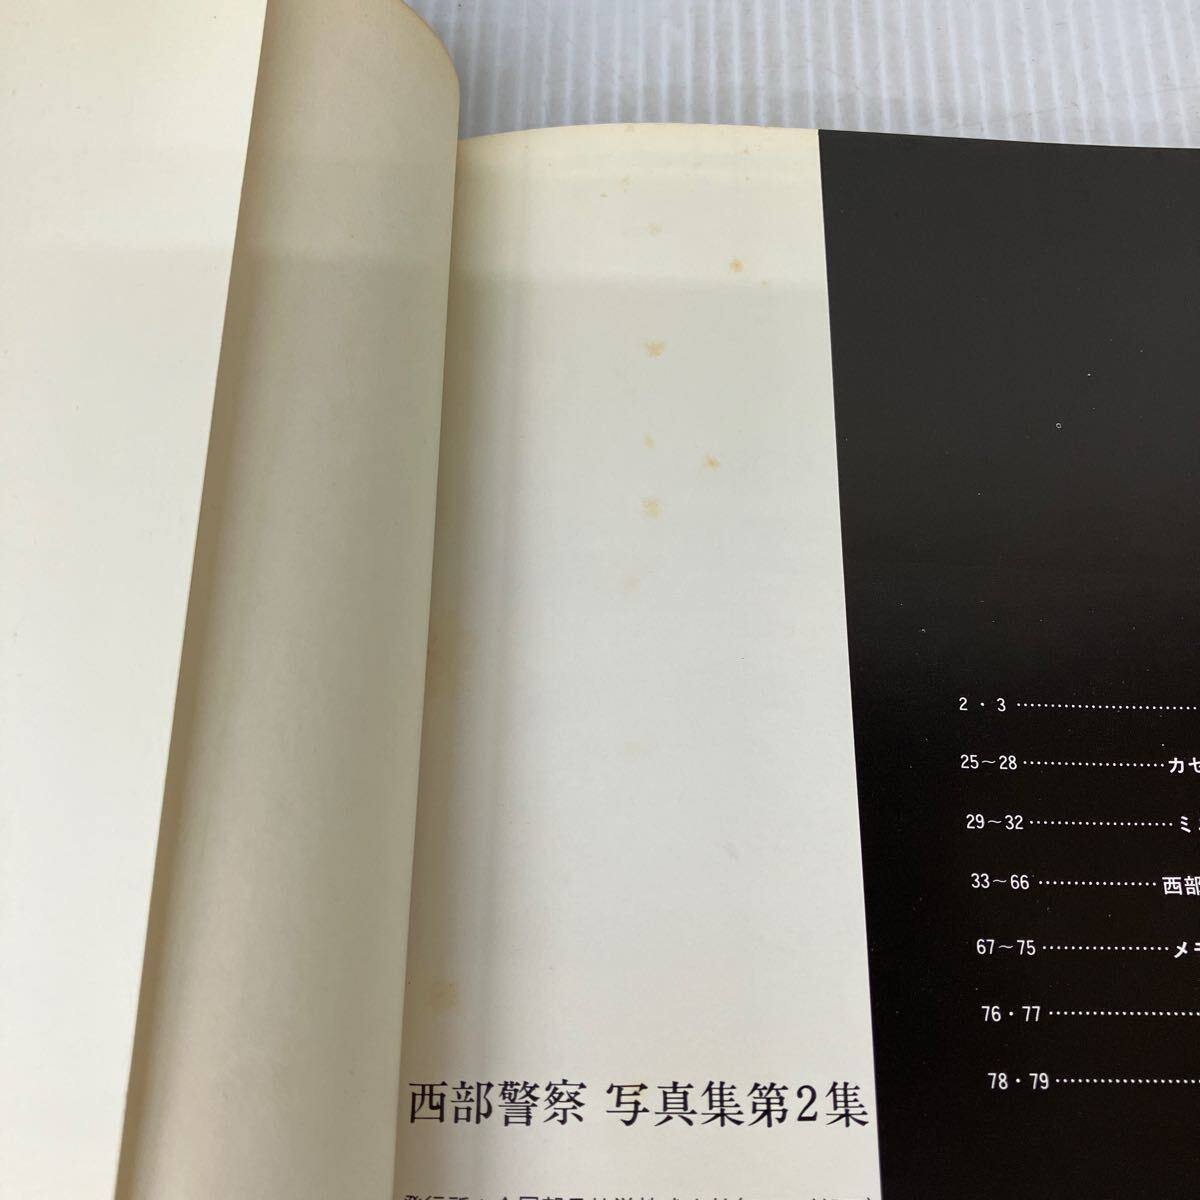 西部警察 写真集第2集
2・3
25～28 カセ
29～32 ミ
33～66 西部
67～75 メキ
76・77
78・79